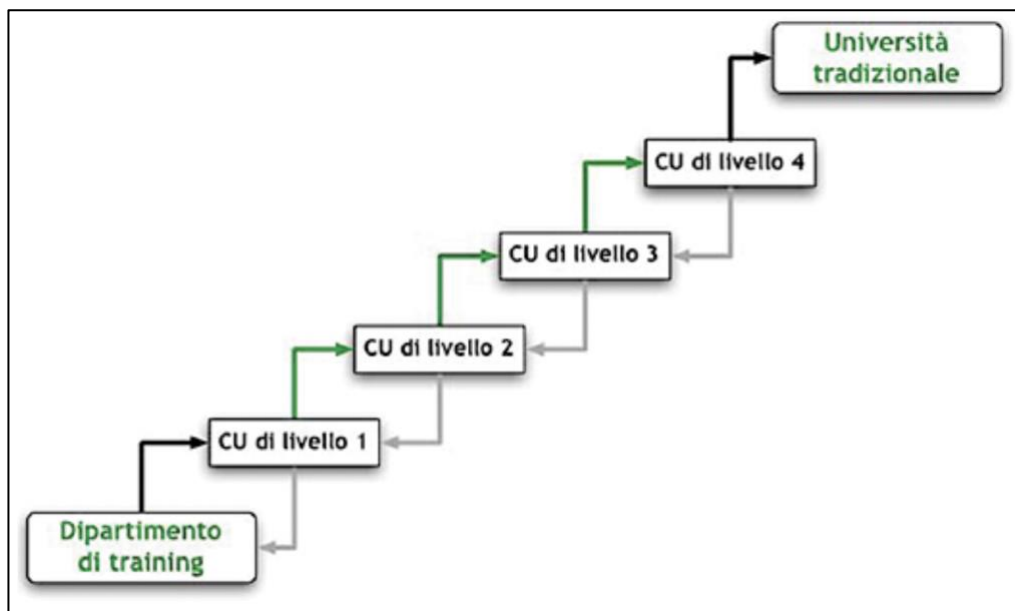 Università
tradizionale
CU di livello 4
CU di livello 3
CU di livello 2
CU di livello 1
Dipartimento
di training